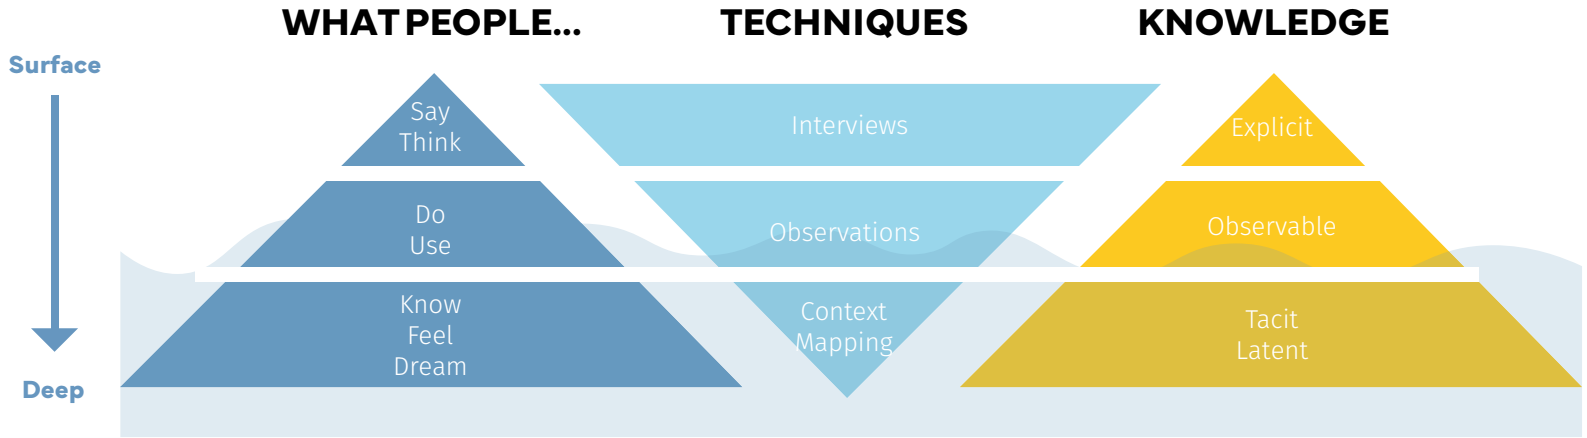 WHAT PEOPLE...
TECHNIQUES
KNOWLEDGE
Surface
Say
Think
Interviews
Explicit
Do
Use
Observations
Observable
Know
Feel
Dream
Context
Mapping
Tacit
Latent
Deep